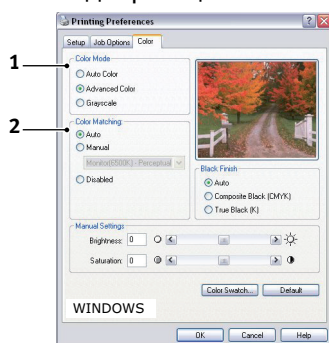 Printing Preferences
Setup Job Options Color
1
Color Mode
Auto Color
Advanced Color
Grayscale
2
Color Matching:
Auto
Manual
Monitor(6500K) - Perceptual
Disabled
Black Finish
Auto
Composite Black (CMYK)
True Black (K)
Manual Settings
Brightness: 0
Saturation: 0
Color Swatch... Default
WINDOWS
OK Cancel Help